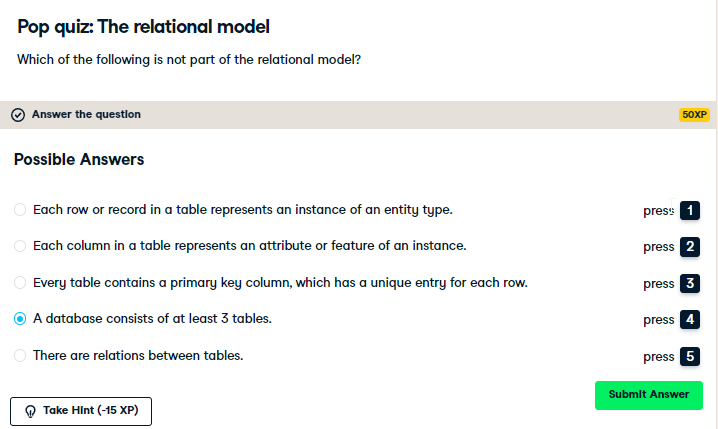 Pop quiz: The relational model
Which of the following is not part of the relational model?
Answer the question
50XP
Possible Answers
Each row or record in a table represents an instance of an entity type.
press 1
Each column in a table represents an attribute or feature of an instance.
press 2
Every table contains a primary key column, which has a unique entry for each row.
press 3
A database consists of at least 3 tables.
press 4
There are relations between tables.
press 5
Submit Answer
Take Hint (-15 XP)